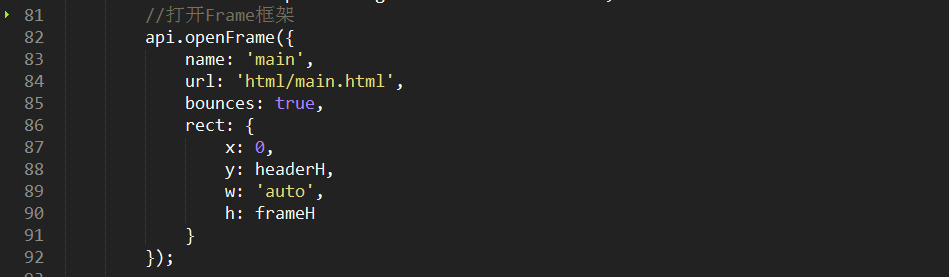 81 //打开Frame框架
82 api.openFrame({
83 name: 'main',
84 url: 'html/main.html',
85 bounces: true,
86 rect: {
87 x: 0,
88 y: headerH,
89 w: 'auto',
90 h: frameH
91 }
92 });